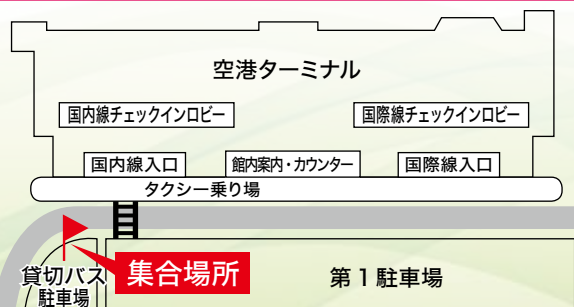 空港ターミナル
国内線チェックインロビー
国際線チェックインロビー
国内線入口
館内案内・カウンター
国際線入口
タクシー乗り場
貸切バス
駐車場
集合場所
第1駐車場